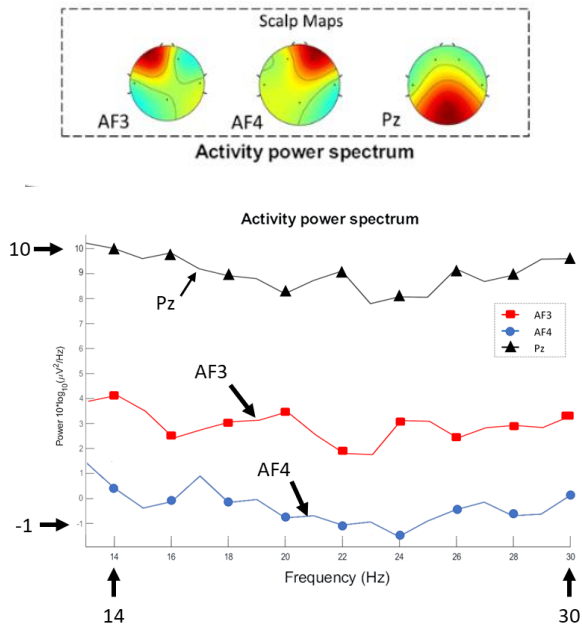 Scalp Maps
AF3
AF4
Pz
Activity power spectrum
Activity power spectrum
10
10
9
8
7
6
5
4
3
2
1
0
-1
-1
Power 10*log₁₀(μV²/Hz)
Pz
AF3
AF4
AF3
AF4
Pz
14 16 18 20 22 24 26 28 30
Frequency (Hz)
14 30